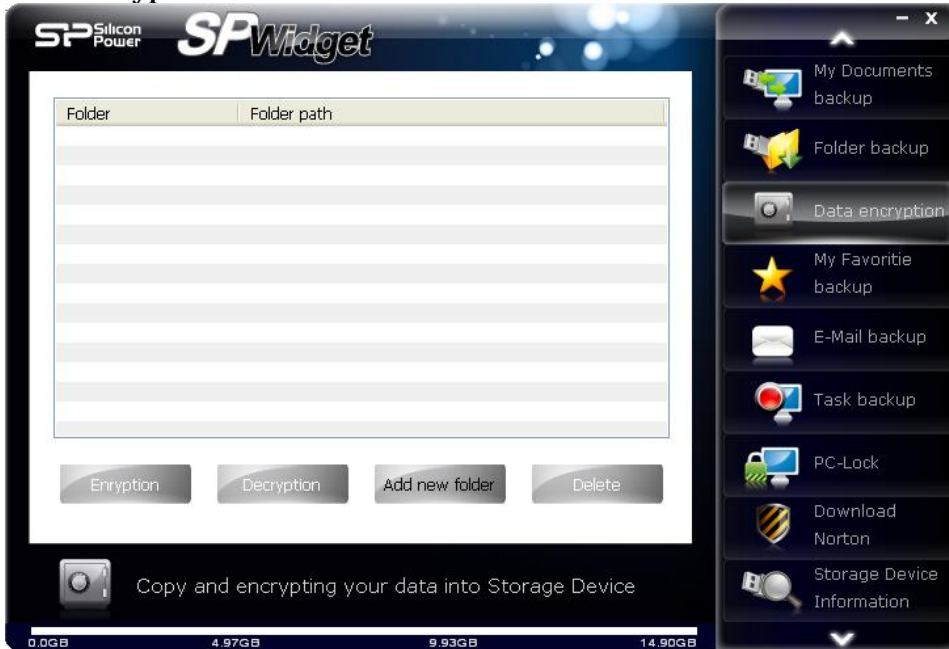 SP Silicon Power
SPWidget
Folder Folder path
Enryption Decryption Add new folder Delete
Copy and encrypting your data into Storage Device
0.0GB 4.97GB 9.93GB 14.90GB
- x
My Documents
backup
Folder backup
Data encryption
My Favoritie
backup
E-Mail backup
Task backup
PC-Lock
Download
Norton
Storage Device
Information